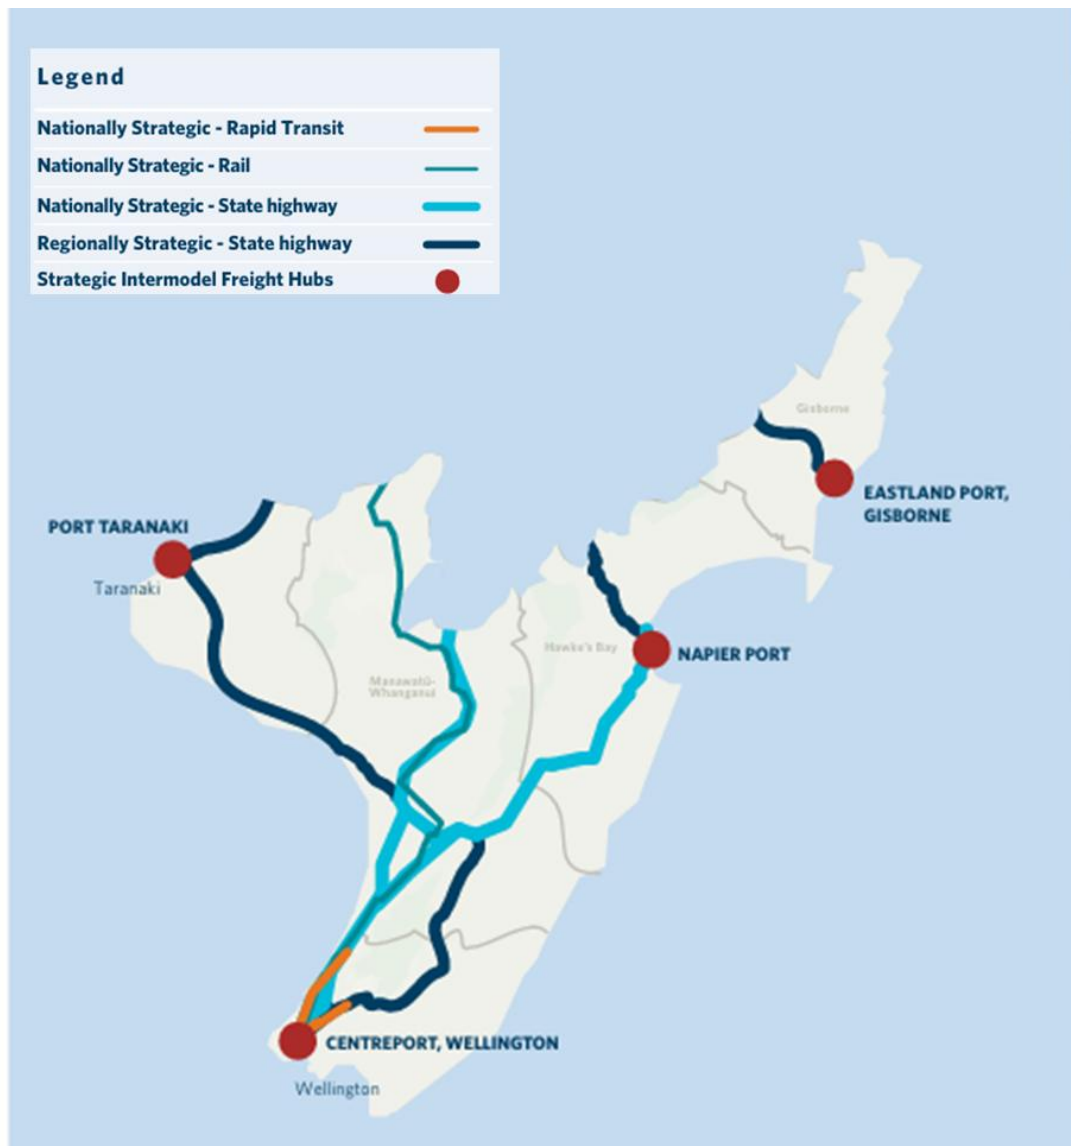 Legend
Nationally Strategic - Rapid Transit
Nationally Strategic - Rail
Nationally Strategic - State highway
Regionally Strategic - State highway
Strategic Intermodel Freight Hubs
Gisborne
EASTLAND PORT,
GISBORNE
PORT TARANAKI
Taranaki
Hawke's Bay
NAPIER PORT
Manawatū-
Whanganui
CENTREPORT, WELLINGTON
Wellington